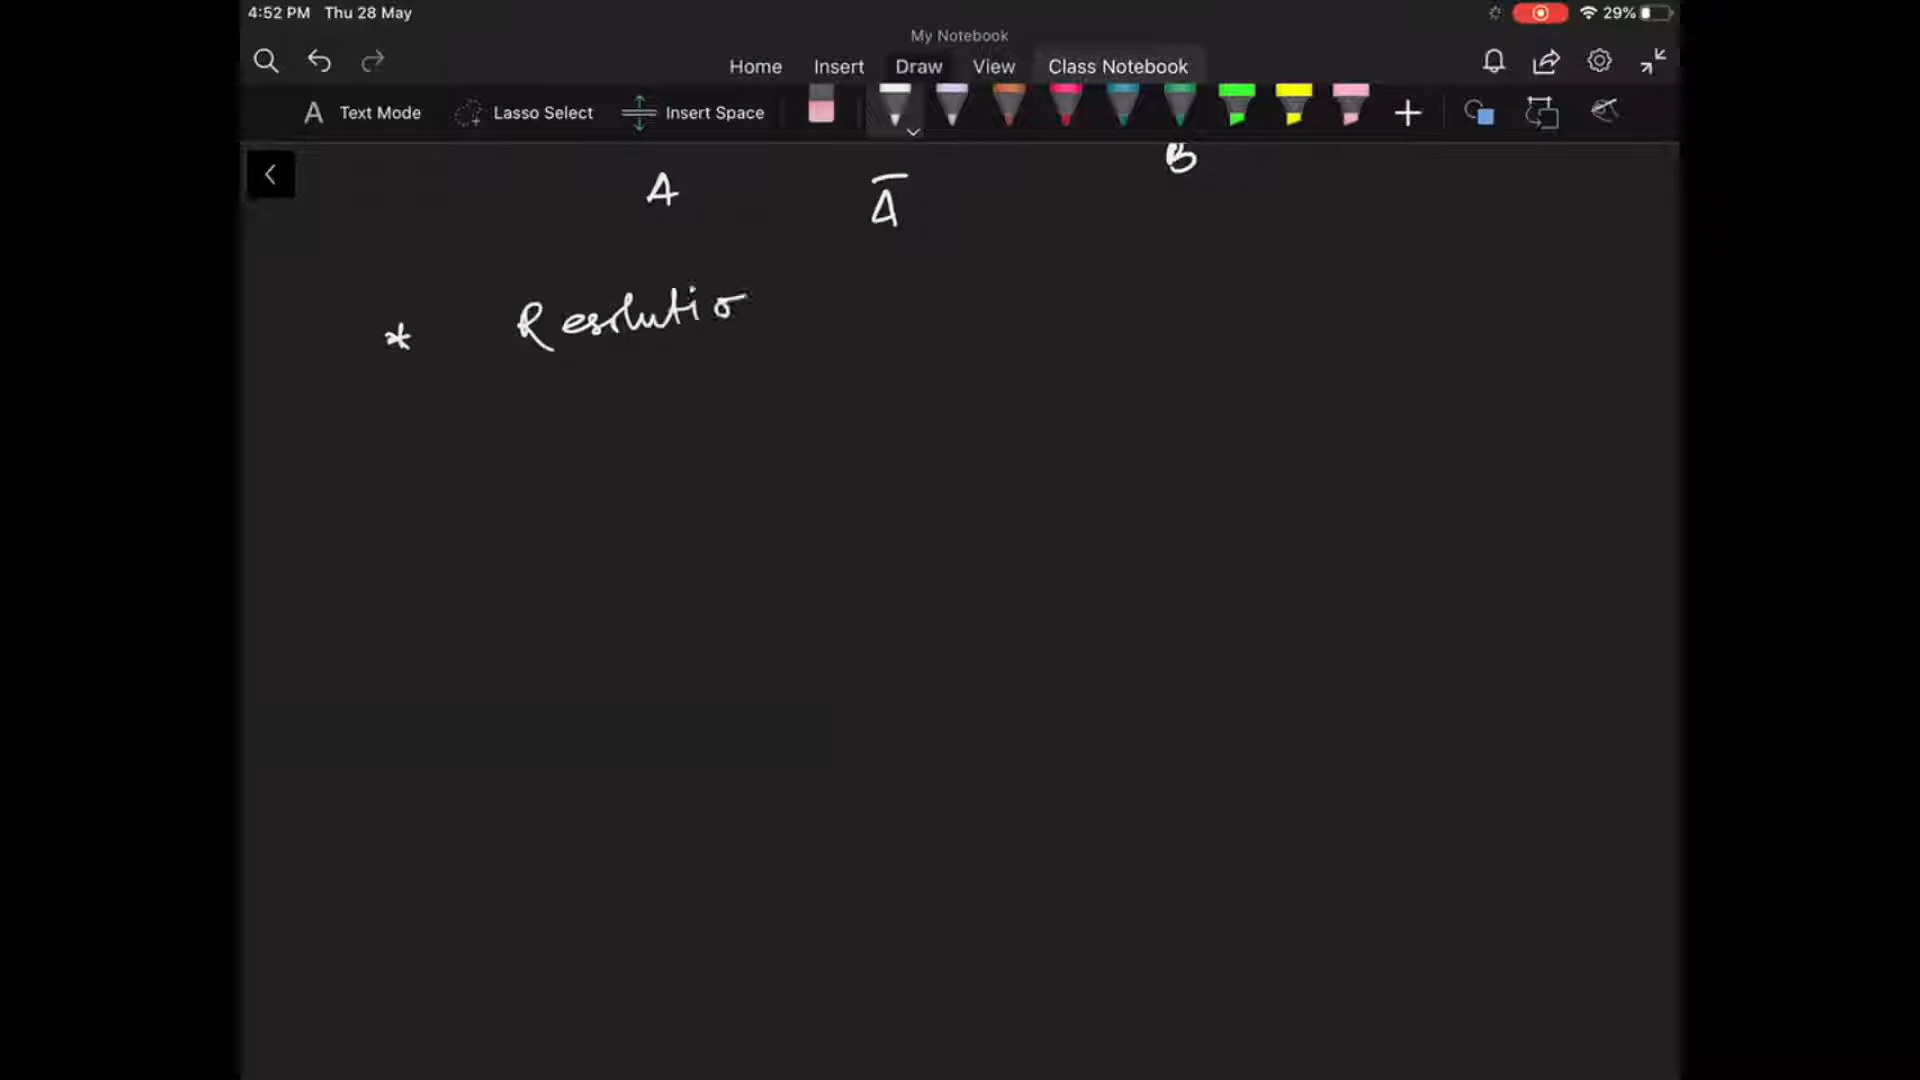 4:52 PM Thu 28 May 29%
My Notebook
Home Insert Draw View Class Notebook
A Text Mode Lasso Select Insert Space
B
A A̅
* Resolutio